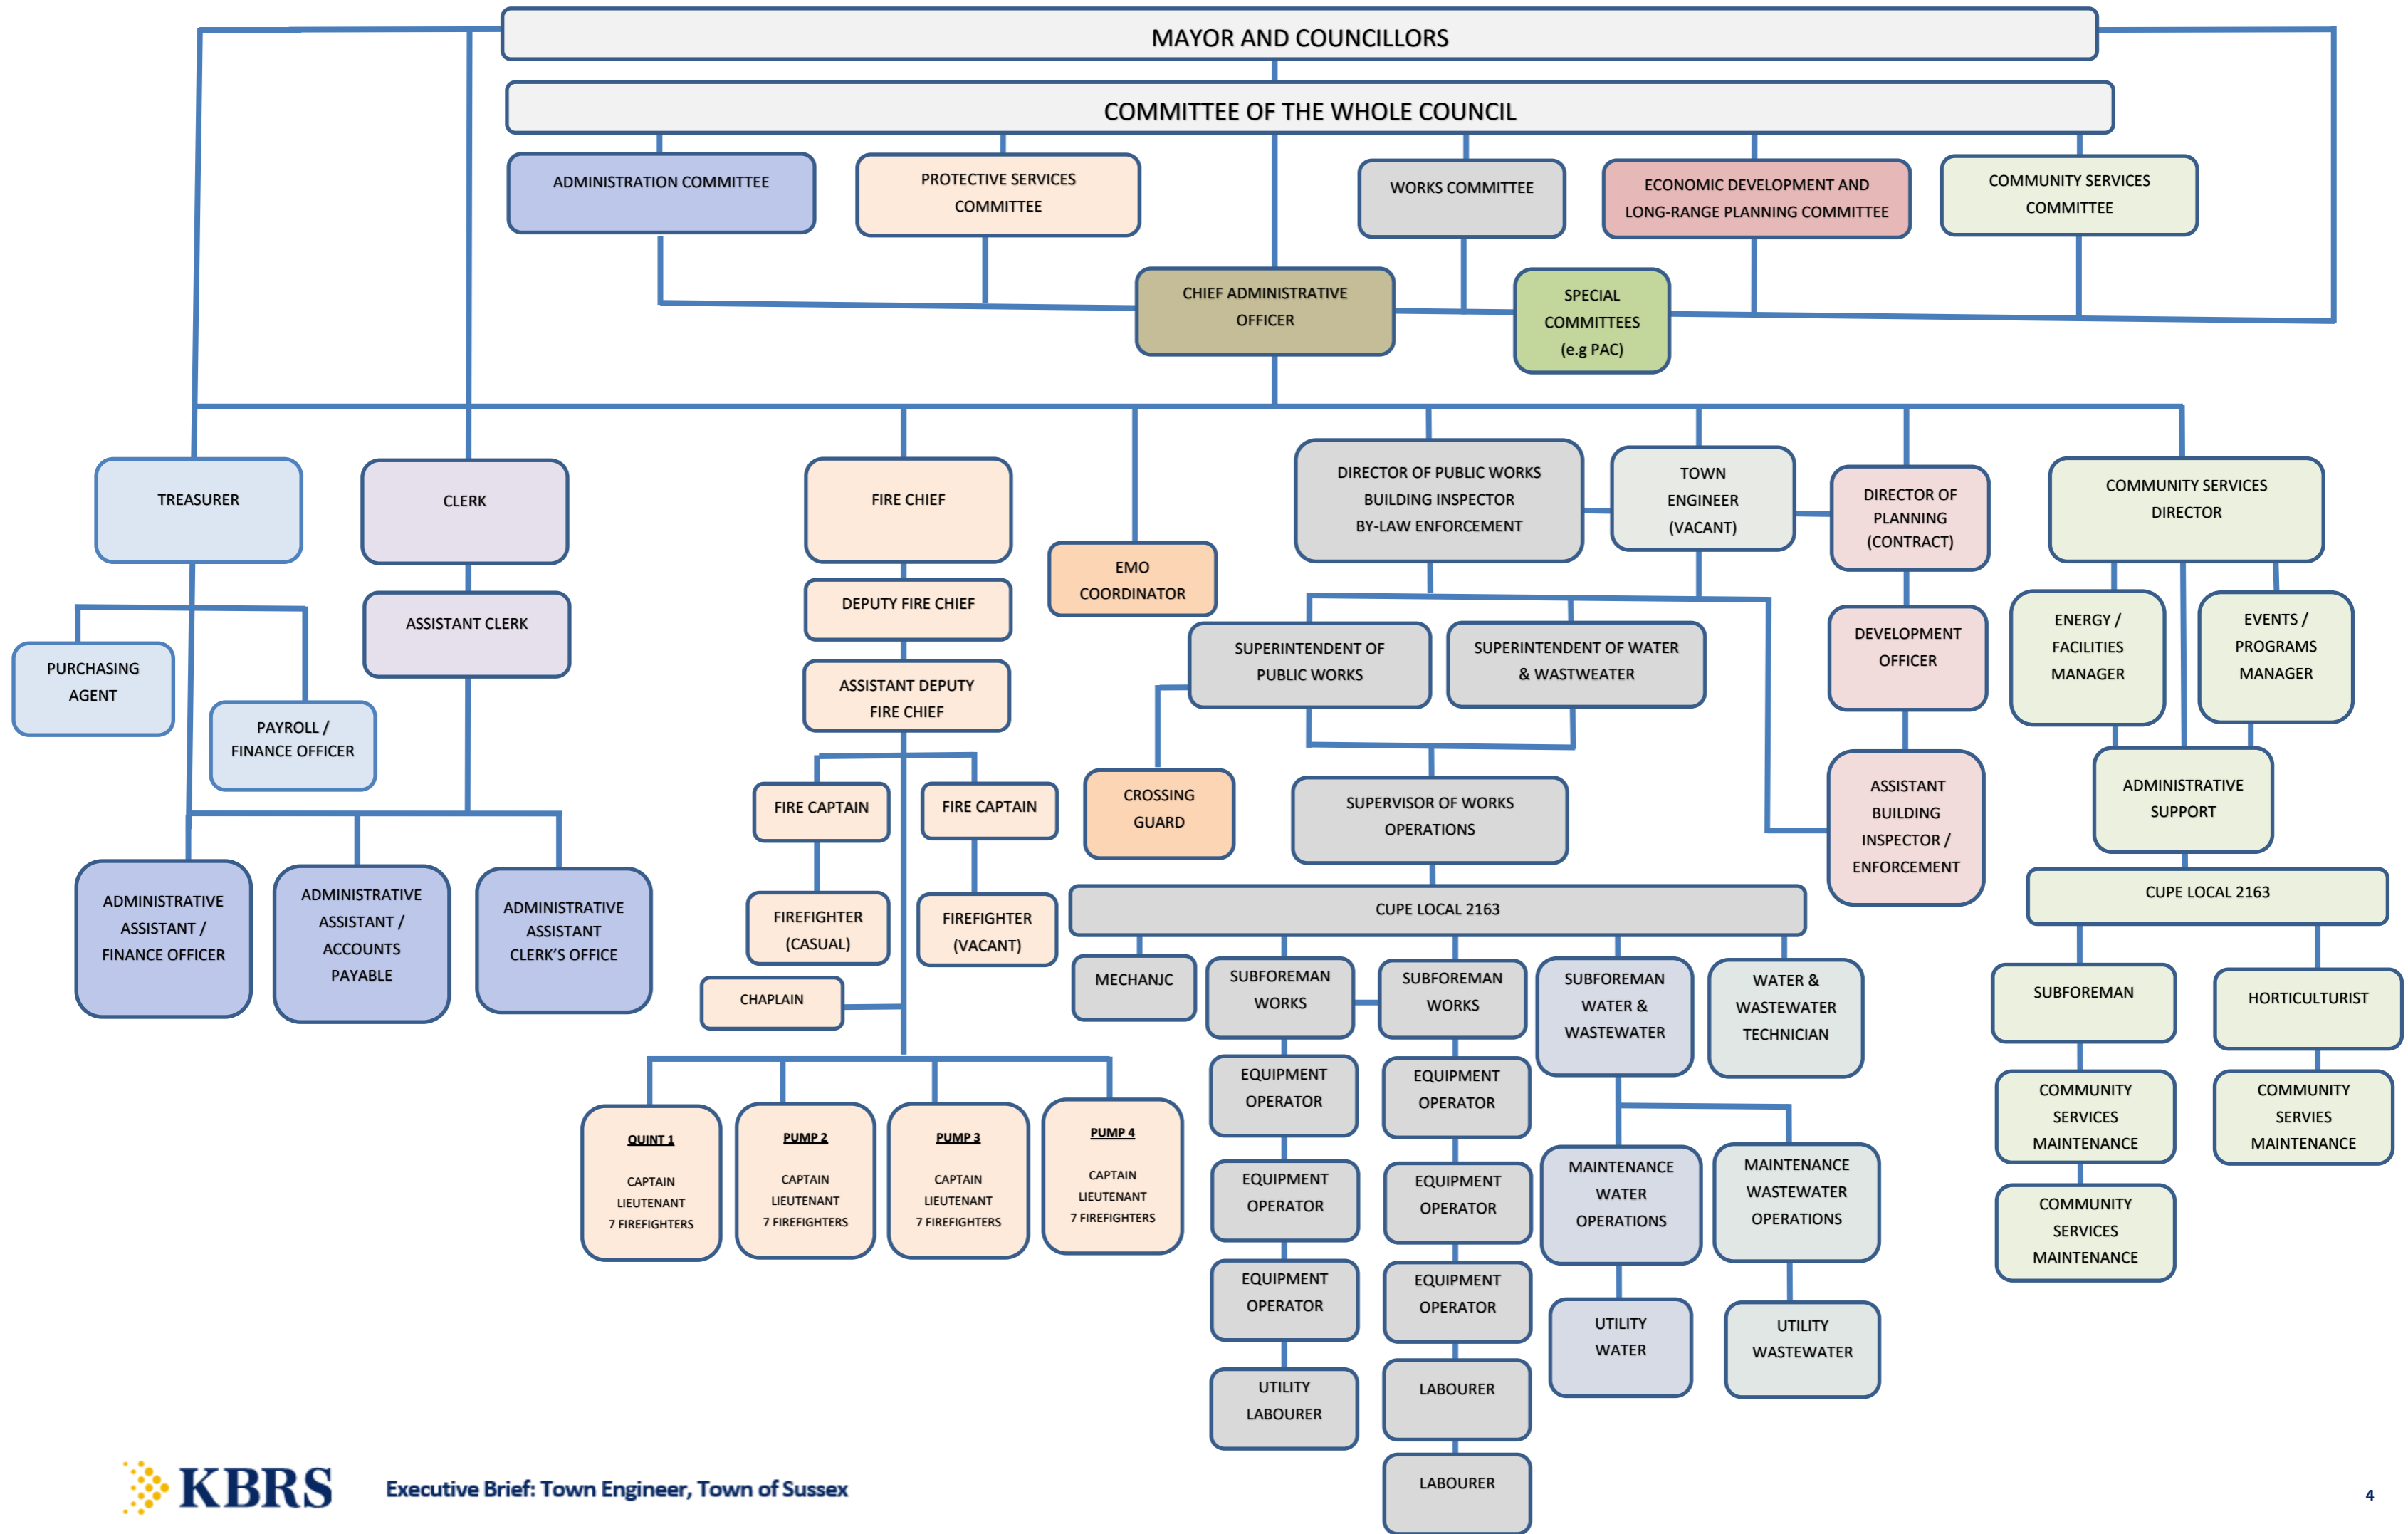 MAYOR AND COUNCILLORS
COMMITTEE OF THE WHOLE COUNCIL
ADMINISTRATION COMMITTEE
PROTECTIVE SERVICES
COMMITTEE
WORKS COMMITTEE
ECONOMIC DEVELOPMENT AND
LONG-RANGE PLANNING COMMITTEE
COMMUNITY SERVICES
COMMITTEE
CHIEF ADMINISTRATIVE
OFFICER
SPECIAL
COMMITTEES
(e.g PAC)
TREASURER
CLERK
FIRE CHIEF
EMO
COORDINATOR
DIRECTOR OF PUBLIC WORKS
BUILDING INSPECTOR
BY-LAW ENFORCEMENT
TOWN
ENGINEER
(VACANT)
DIRECTOR OF
PLANNING
(CONTRACT)
COMMUNITY SERVICES
DIRECTOR
PURCHASING
AGENT
PAYROLL /
FINANCE OFFICER
ASSISTANT CLERK
DEPUTY FIRE CHIEF
ASSISTANT DEPUTY
FIRE CHIEF
SUPERINTENDENT OF
PUBLIC WORKS
SUPERINTENDENT OF WATER
& WASTWEATER
DEVELOPMENT
OFFICER
ENERGY /
FACILITIES
MANAGER
EVENTS /
PROGRAMS
MANAGER
FIRE CAPTAIN
FIRE CAPTAIN
CROSSING
GUARD
SUPERVISOR OF WORKS
OPERATIONS
ASSISTANT
BUILDING
INSPECTOR /
ENFORCEMENT
ADMINISTRATIVE
SUPPORT
ADMINISTRATIVE
ASSISTANT /
FINANCE OFFICER
ADMINISTRATIVE
ASSISTANT /
ACCOUNTS
PAYABLE
ADMINISTRATIVE
ASSISTANT
CLERK'S OFFICE
FIREFIGHTER
(CASUAL)
FIREFIGHTER
(VACANT)
CHAPLAIN
CUPE LOCAL 2163
CUPE LOCAL 2163
MECHANJC
SUBFOREMAN
WORKS
SUBFOREMAN
WORKS
SUBFOREMAN
WATER &
WASTEWATER
WATER &
WASTEWATER
TECHNICIAN
SUBFOREMAN
HORTICULTURIST
QUINT 1
CAPTAIN
LIEUTENANT
7 FIREFIGHTERS
PUMP 2
CAPTAIN
LIEUTENANT
7 FIREFIGHTERS
PUMP 3
CAPTAIN
LIEUTENANT
7 FIREFIGHTERS
PUMP 4
CAPTAIN
LIEUTENANT
7 FIREFIGHTERS
EQUIPMENT
OPERATOR
EQUIPMENT
OPERATOR
COMMUNITY
SERVICES
MAINTENANCE
COMMUNITY
SERVIES
MAINTENANCE
EQUIPMENT
OPERATOR
EQUIPMENT
OPERATOR
MAINTENANCE
WATER
OPERATIONS
MAINTENANCE
WASTEWATER
OPERATIONS
COMMUNITY
SERVICES
MAINTENANCE
EQUIPMENT
OPERATOR
EQUIPMENT
OPERATOR
UTILITY
WATER
UTILITY
WASTEWATER
UTILITY
LABOURER
LABOURER
LABOURER
KBRS
Executive Brief: Town Engineer, Town of Sussex
4